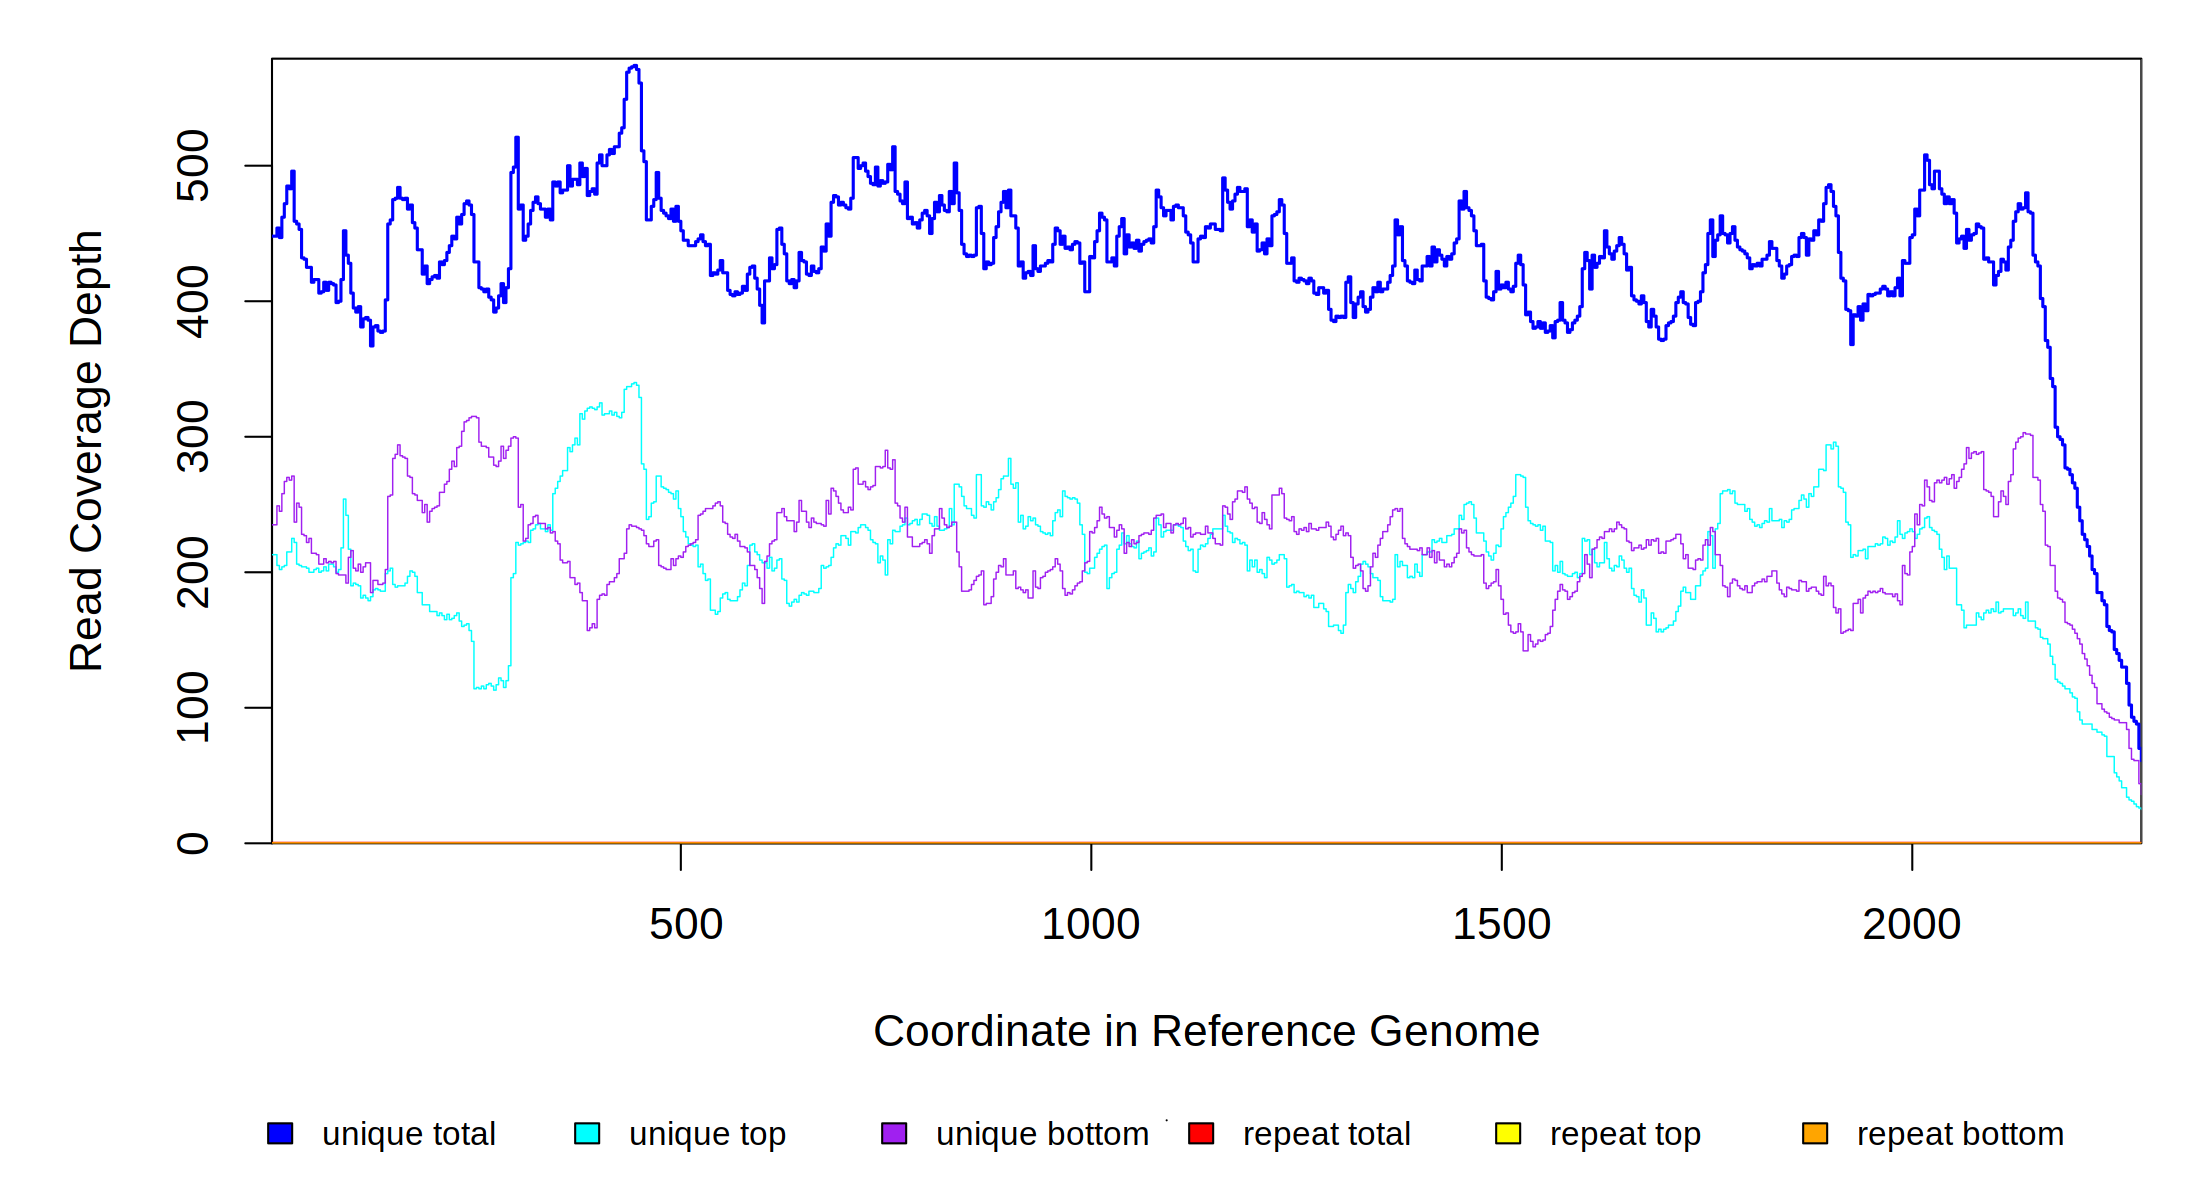 Read Coverage Depth
500
400
300
200
100
0
500 1000 1500 2000
Coordinate in Reference Genome
unique total unique top unique bottom repeat total repeat top repeat bottom